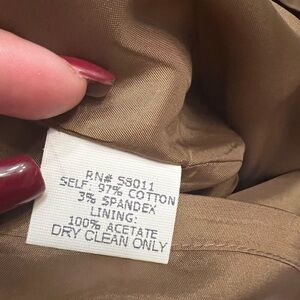 RN# 58011
SELF: 97% COTTON
3% SPANDEX
LINING:
100% ACETATE
DRY CLEAN ONLY